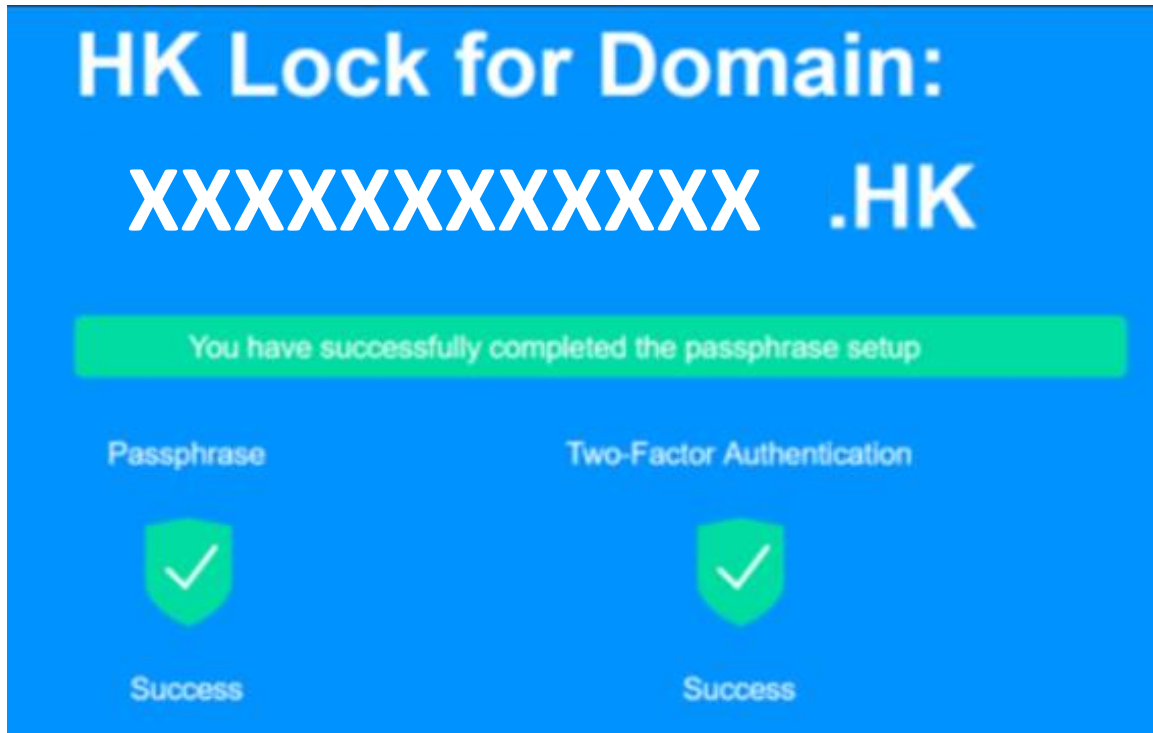 HK Lock for Domain:
XXXXXXXXXXXX .HK
You have successfully completed the passphrase setup
Passphrase Two-Factor Authentication
Success Success